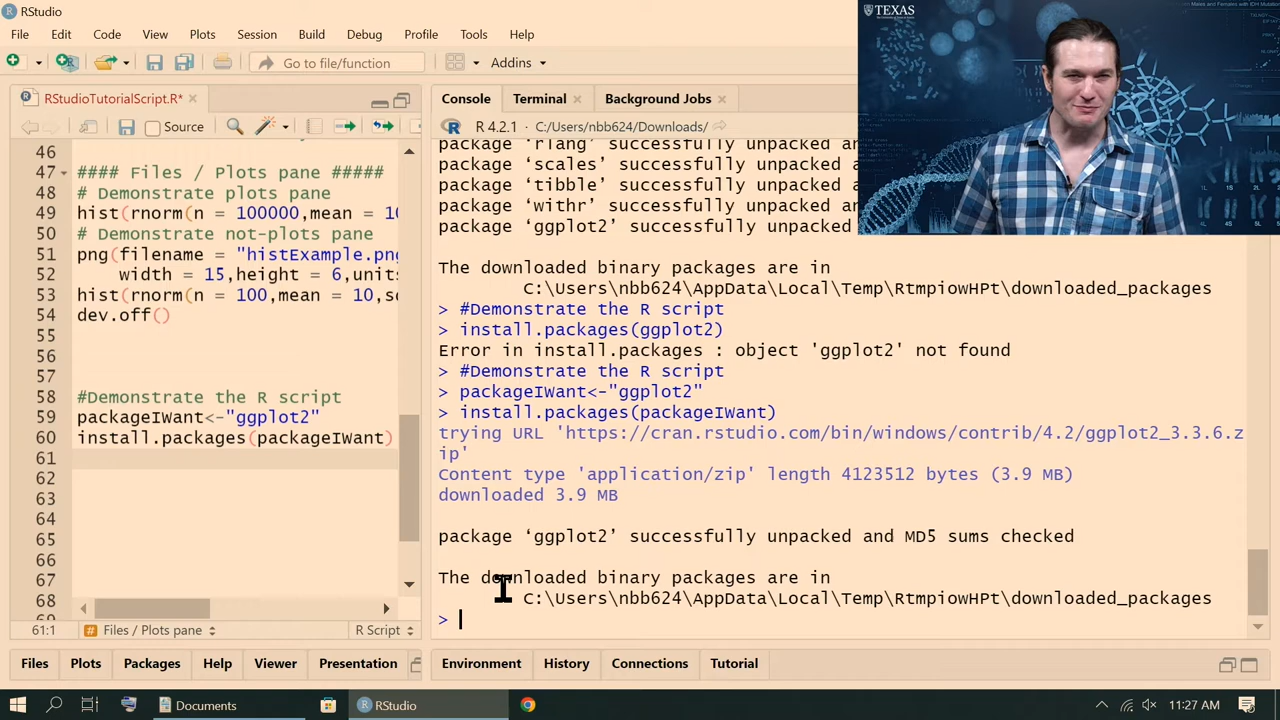 RStudio
File Edit Code View Plots Session Build Debug Profile Tools Help
Go to file/function Addins
TEXAS
RStudioTutorialScript.R*
Source
46
47 #### Files / Plots pane #####
48 # Demonstrate plots pane
49 hist(rnorm(n = 100000,mean = 10
50 # Demonstrate not-plots pane
51 png(filename = "histExample.png
52 width = 15,height = 6,units
53 hist(rnorm(n = 100,mean = 10,sd
54 dev.off()
55
56
57
58 #Demonstrate the R script
59 packageIWant<-"ggplot2"
60 install.packages(packageIWant)
61
62
63
64
65
66
67
68
61:1 # Files / Plots pane R Script
Files Plots Packages Help Viewer Presentation
Console Terminal Background Jobs
R 4.2.1 · C:/Users/nbb624/Downloads/
package ‘rlang’ successfully unpacked an
package ‘scales’ successfully unpacked a
package ‘tibble’ successfully unpacked a
package ‘withr’ successfully unpacked an
package ‘ggplot2’ successfully unpacked
The downloaded binary packages are in
C:\Users\nbb624\AppData\Local\Temp\RtmpiowHPt\downloaded_packages
> #Demonstrate the R script
> install.packages(ggplot2)
Error in install.packages : object 'ggplot2' not found
> #Demonstrate the R script
> packageIWant<-"ggplot2"
> install.packages(packageIWant)
trying URL 'https://cran.rstudio.com/bin/windows/contrib/4.2/ggplot2_3.3.6.z
ip'
Content type 'application/zip' length 4123512 bytes (3.9 MB)
downloaded 3.9 MB
package ‘ggplot2’ successfully unpacked and MD5 sums checked
The downloaded binary packages are in
C:\Users\nbb624\AppData\Local\Temp\RtmpiowHPt\downloaded_packages
>
Environment History Connections Tutorial
Documents RStudio 11:27 AM